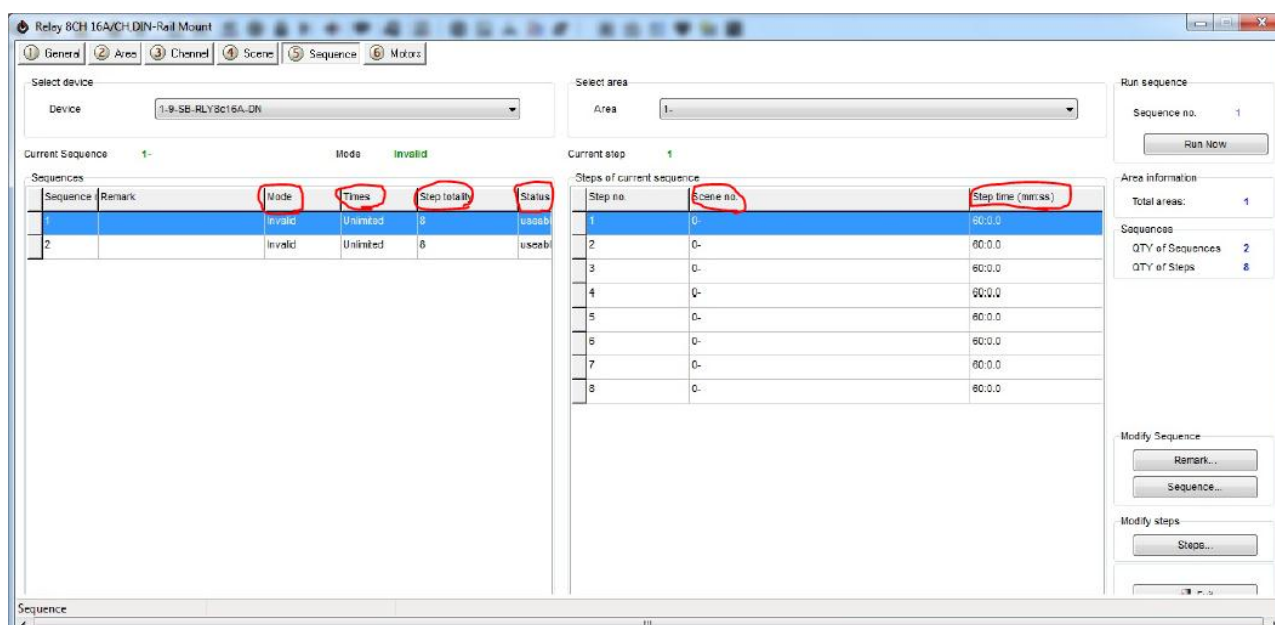 Relay 8CH 16A/CH,DIN-Rail Mount
1 General 2 Area 3 Channel 4 Scene 5 Sequence 6 Motors
Select device
Device 1-9-SB-RLY8c16A-DN
Select area
Area 1-
Run sequence
Sequence no. 1
Run Now
Current Sequence 1-
Mode Invalid
Current step 1
Sequences
Sequence Remark Mode Times Step totally Status
1 Invalid Unlimited 8 useabl
2 Invalid Unlimited 8 useabl
Steps of current sequence
Step no. Scene no. Step time (mm:ss)
1 0- 60:0.0
2 0- 60:0.0
3 0- 60:0.0
4 0- 60:0.0
5 0- 60:0.0
6 0- 60:0.0
7 0- 60:0.0
8 0- 60:0.0
Area information
Total areas: 1
Sequences
QTY of Sequences 2
QTY of Steps 8
Modify Sequence
Remark...
Sequence...
Modify steps
Steps...
Sequence